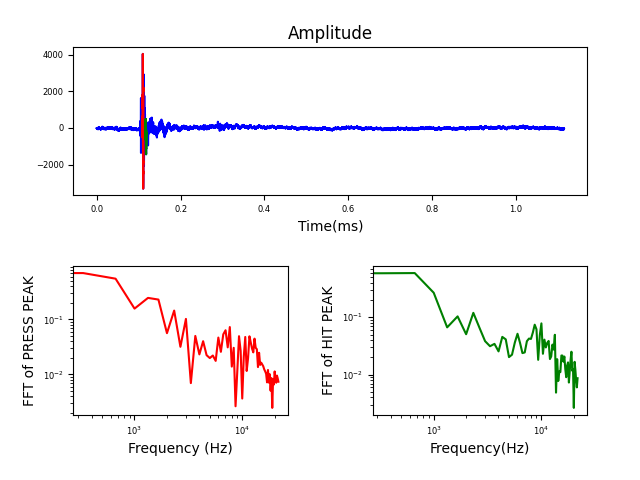 Amplitude
4000
2000
0
−2000
0.0 0.2 0.4 0.6 0.8 1.0
Time(ms)
FFT of PRESS PEAK
10⁻¹
10⁻²
10³ 10⁴
Frequency (Hz)
FFT of HIT PEAK
10⁻¹
10⁻²
10³ 10⁴
Frequency(Hz)